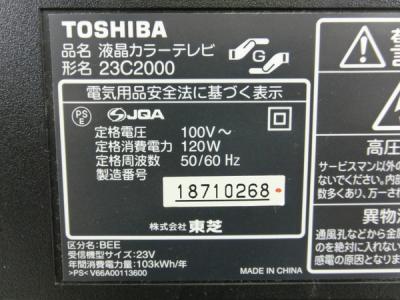 TOSHIBA
品名 液晶カラーテレビ
形名 23C2000
G
電気用品安全法に基づく表示
PS
E
JQA
定格電圧 100V～
定格消費電力 120W
定格周波数 50/60 Hz
製造番号
18710268
株式会社 東芝
区分名:BEE
受信機型サイズ:23V
年間消費電力量:103kWh/年
>PS< V66A00113600
MADE IN CHINA
高圧
サービスマン以外の
ないでください。内部
数多くあり、万一さわ
異物
通風孔などから金属
のを絶対に入れない
感電の原因となります